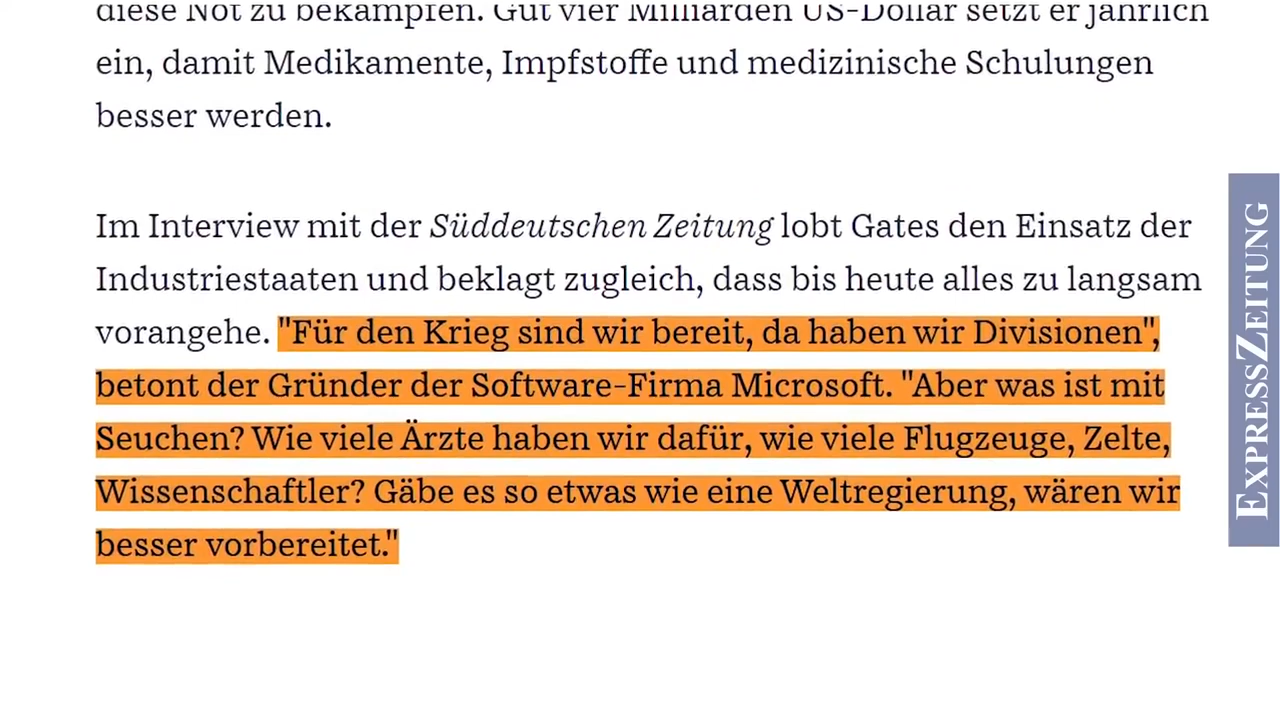 diese Not zu bekämpfen. Gut vier Milliarden US-Dollar setzt er jährlich
ein, damit Medikamente, Impfstoffe und medizinische Schulungen
besser werden.
Im Interview mit der Süddeutschen Zeitung lobt Gates den Einsatz der
Industriestaaten und beklagt zugleich, dass bis heute alles zu langsam
vorangehe. "Für den Krieg sind wir bereit, da haben wir Divisionen",
betont der Gründer der Software-Firma Microsoft. "Aber was ist mit
Seuchen? Wie viele Ärzte haben wir dafür, wie viele Flugzeuge, Zelte,
Wissenschaftler? Gäbe es so etwas wie eine Weltregierung, wären wir
besser vorbereitet."
EXPRESSZEITUNG